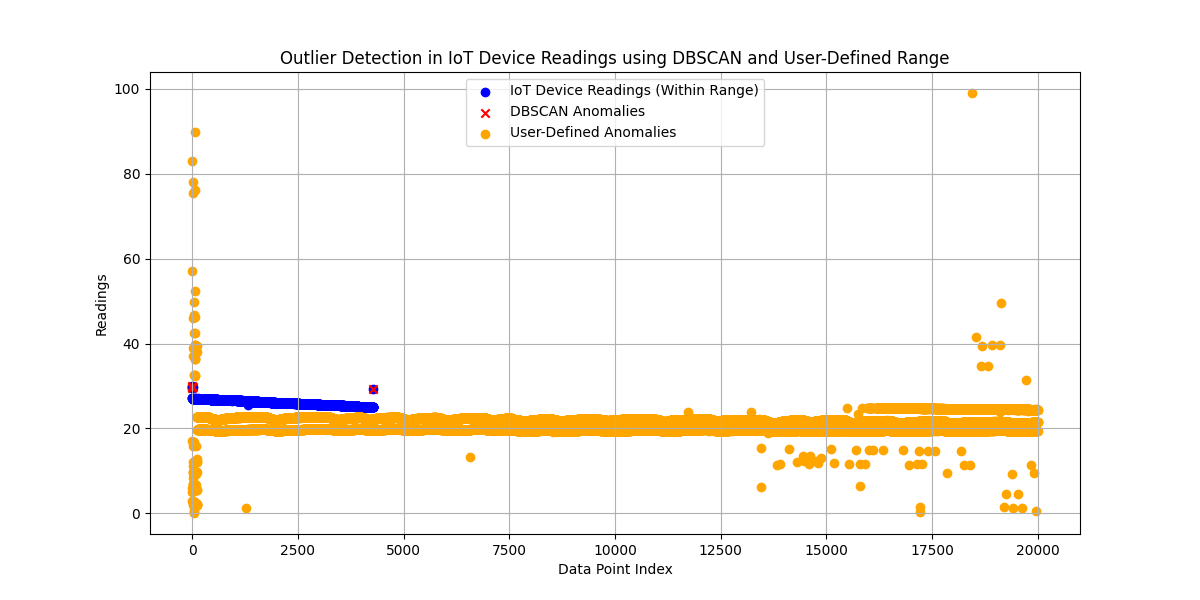 Outlier Detection in IoT Device Readings using DBSCAN and User-Defined Range
IoT Device Readings (Within Range)
DBSCAN Anomalies
User-Defined Anomalies
100
80
60
40
20
0
Readings
0 2500 5000 7500 10000 12500 15000 17500 20000
Data Point Index